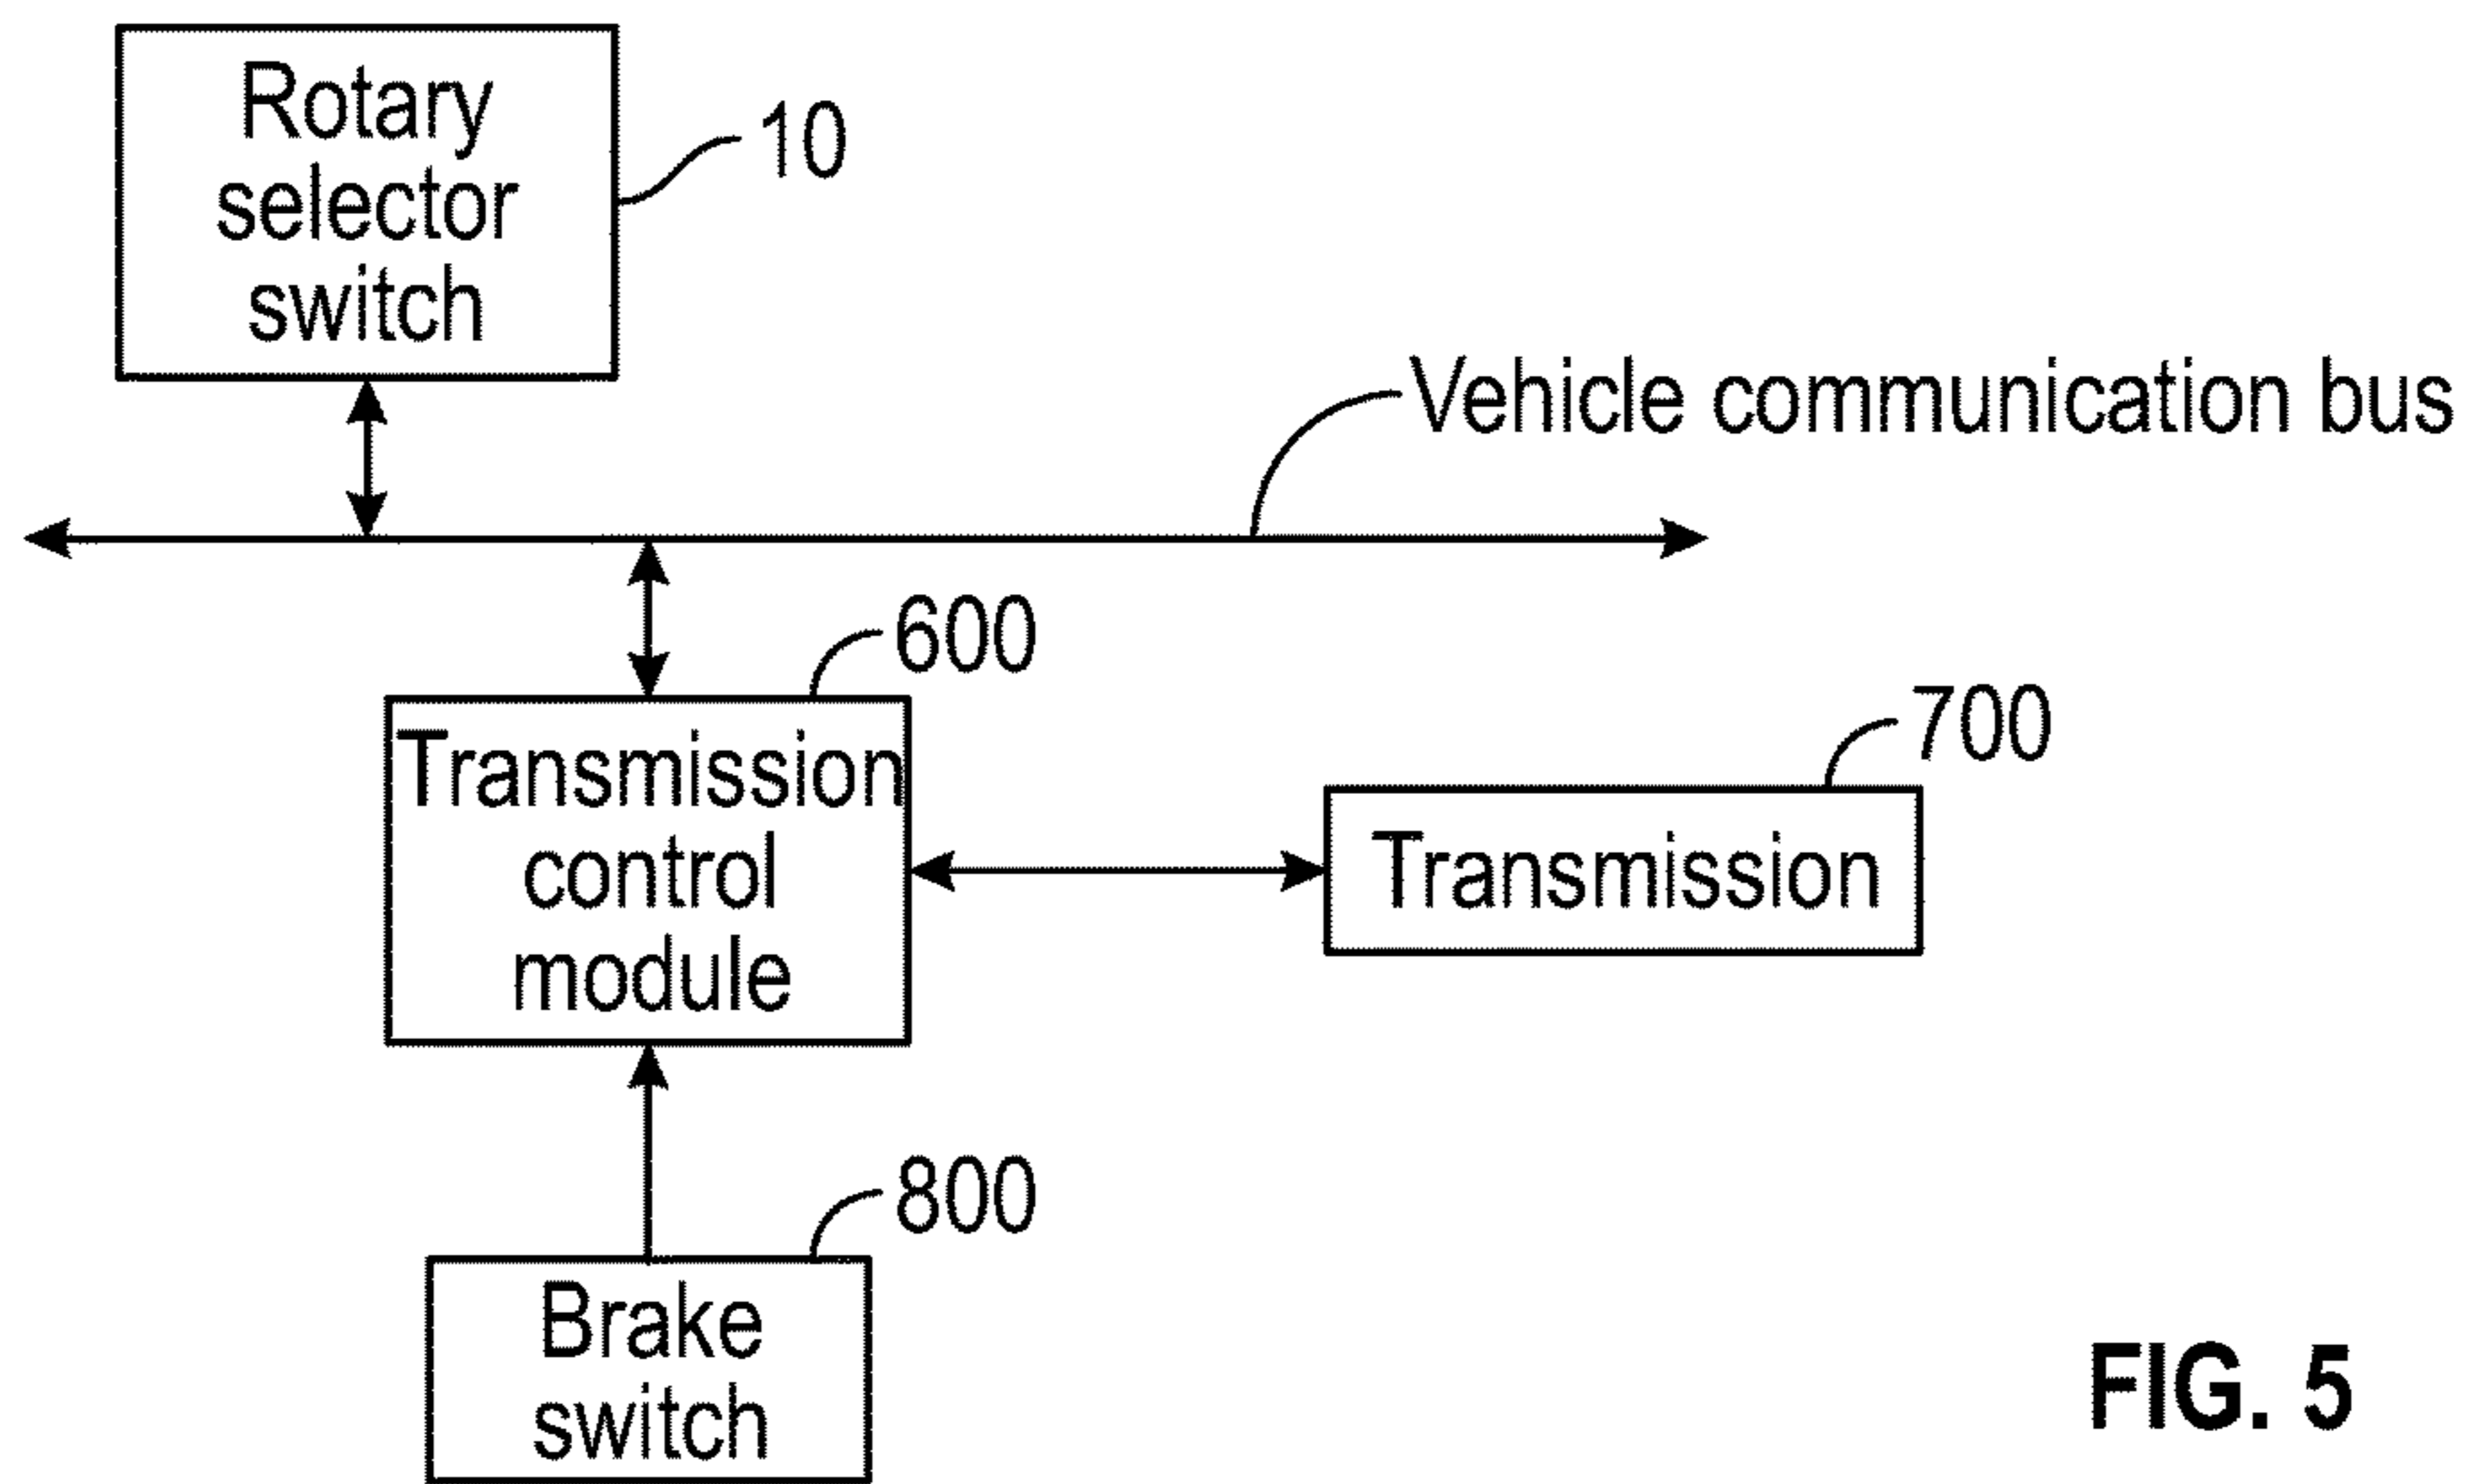 Rotary
selector
switch
10
Vehicle communication bus
600
Transmission
control
module
700
Transmission
800
Brake
switch
FIG. 5